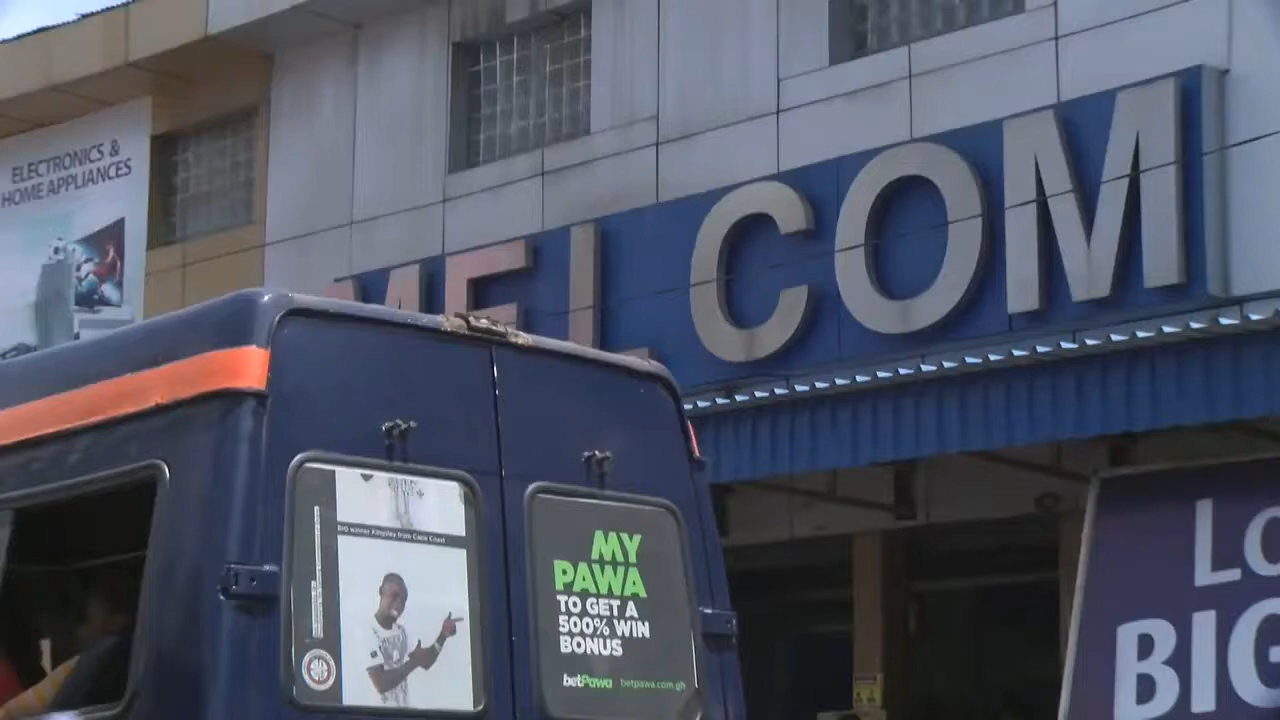 ELECTRONICS &
HOME APPLIANCES
MELCOM
BIG winner Kingsley from Cape Coast
MY
PAWA
TO GET A
500% WIN
BONUS
betPawa betpawa.com.gh
LO
BIG